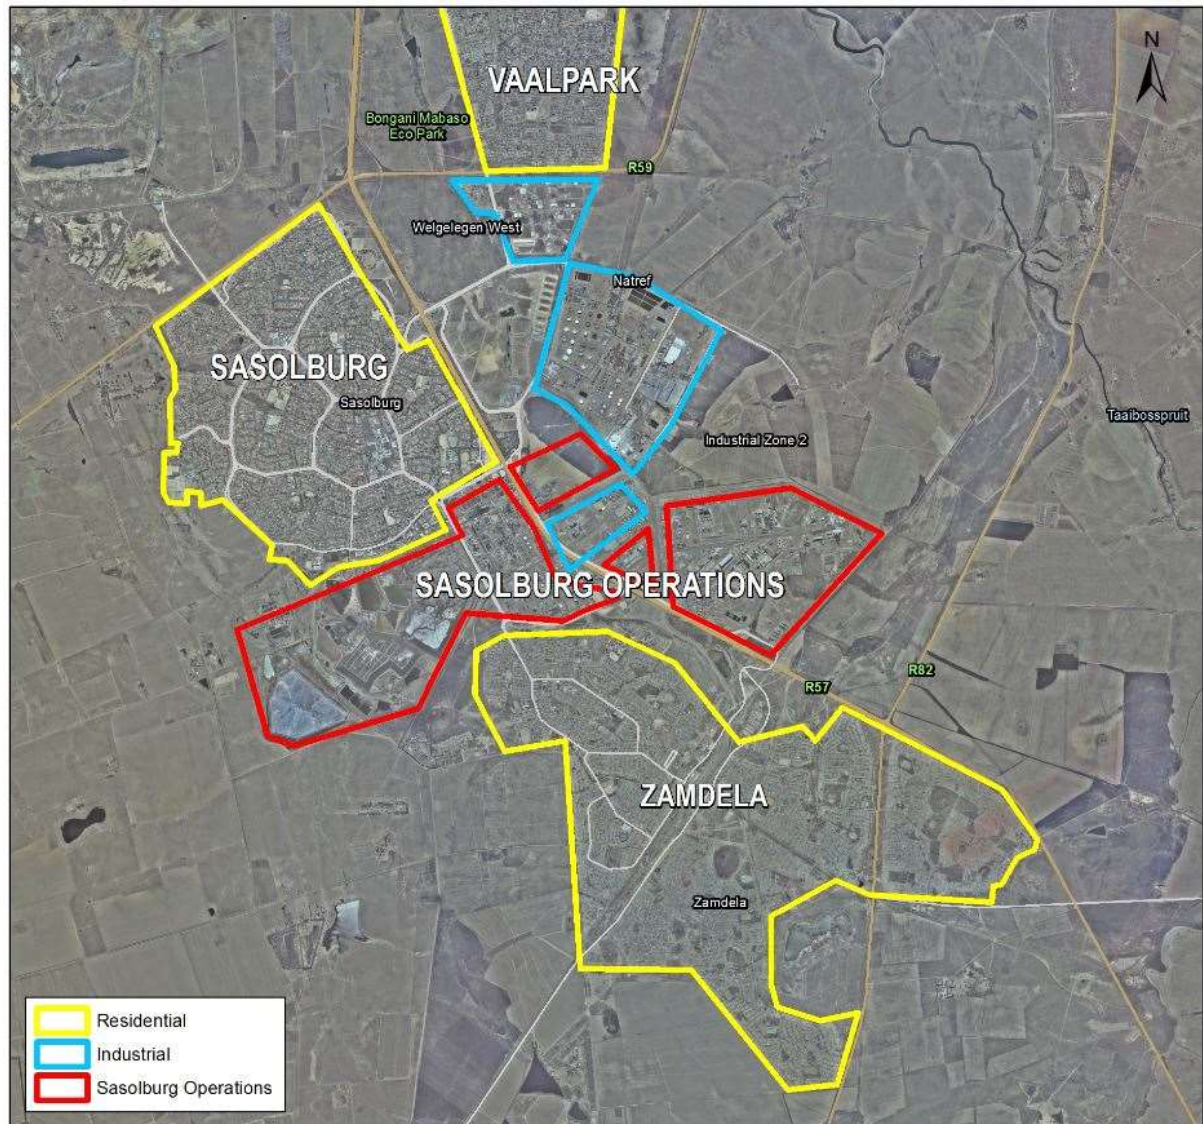 N
VAALPARK
Bongani Mabaso
Eco Park
R59
Welgelegen West
Natref
SASOLBURG
Sasolburg
Taaibosspruit
Industrial Zone 2
SASOLBURG OPERATIONS
R82
R57
ZAMDELA
Zamdela
Residential
Industrial
Sasolburg Operations